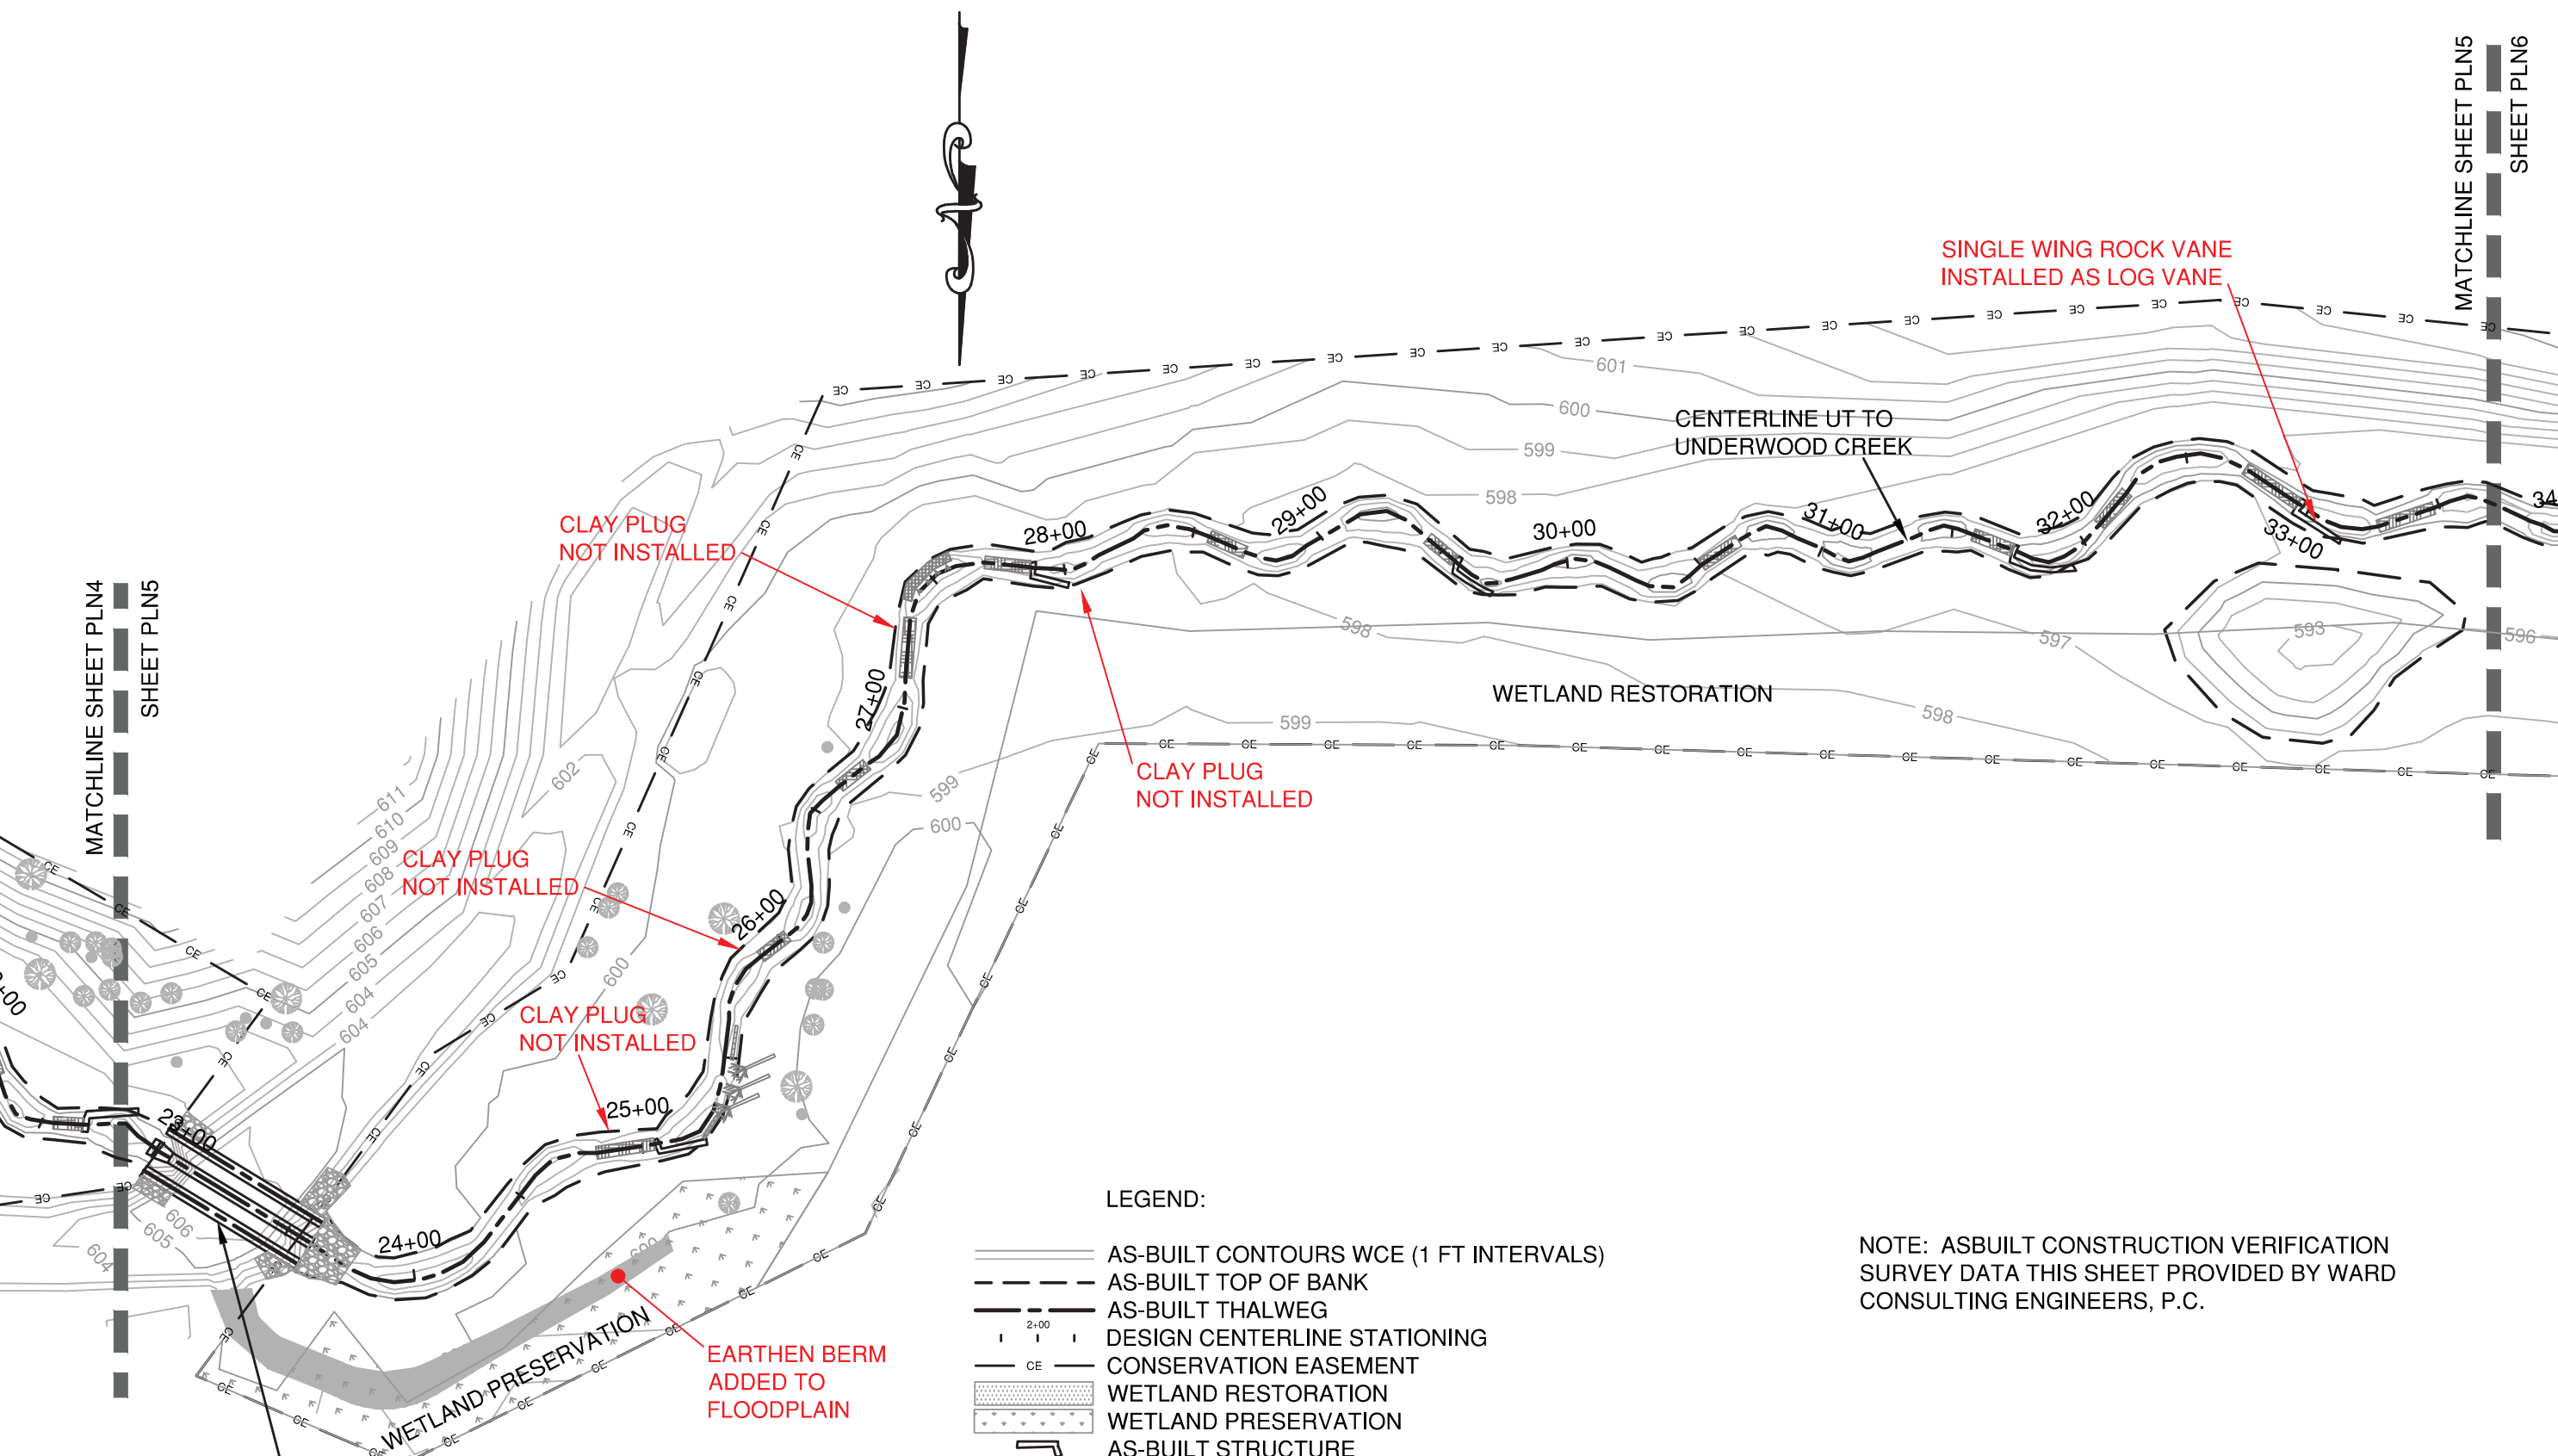 MATCHLINE SHEET PLN5
SHEET PLN6
SINGLE WING ROCK VANE
INSTALLED AS LOG VANE
601
600
599
598
CENTERLINE UT TO
UNDERWOOD CREEK
CLAY PLUG
NOT INSTALLED
28+00
29+00
30+00
31+00
32+00
33+00
34
MATCHLINE SHEET PLN4
SHEET PLN5
27+00
598
597
593
596
WETLAND RESTORATION
599
598
602
599
600
CLAY PLUG
NOT INSTALLED
611
610
609
608
607
606
605
604
604
CLAY PLUG
NOT INSTALLED
26+00
600
CLAY PLUG
NOT INSTALLED
25+00
+00
23+00
24+00
606
605
604
600
WETLAND PRESERVATION
EARTHEN BERM
ADDED TO
FLOODPLAIN
CE
LEGEND:
AS-BUILT CONTOURS WCE (1 FT INTERVALS)
AS-BUILT TOP OF BANK
AS-BUILT THALWEG
2+00
DESIGN CENTERLINE STATIONING
CE
CONSERVATION EASEMENT
WETLAND RESTORATION
WETLAND PRESERVATION
AS-BUILT STRUCTURE
NOTE: ASBUILT CONSTRUCTION VERIFICATION
SURVEY DATA THIS SHEET PROVIDED BY WARD
CONSULTING ENGINEERS, P.C.